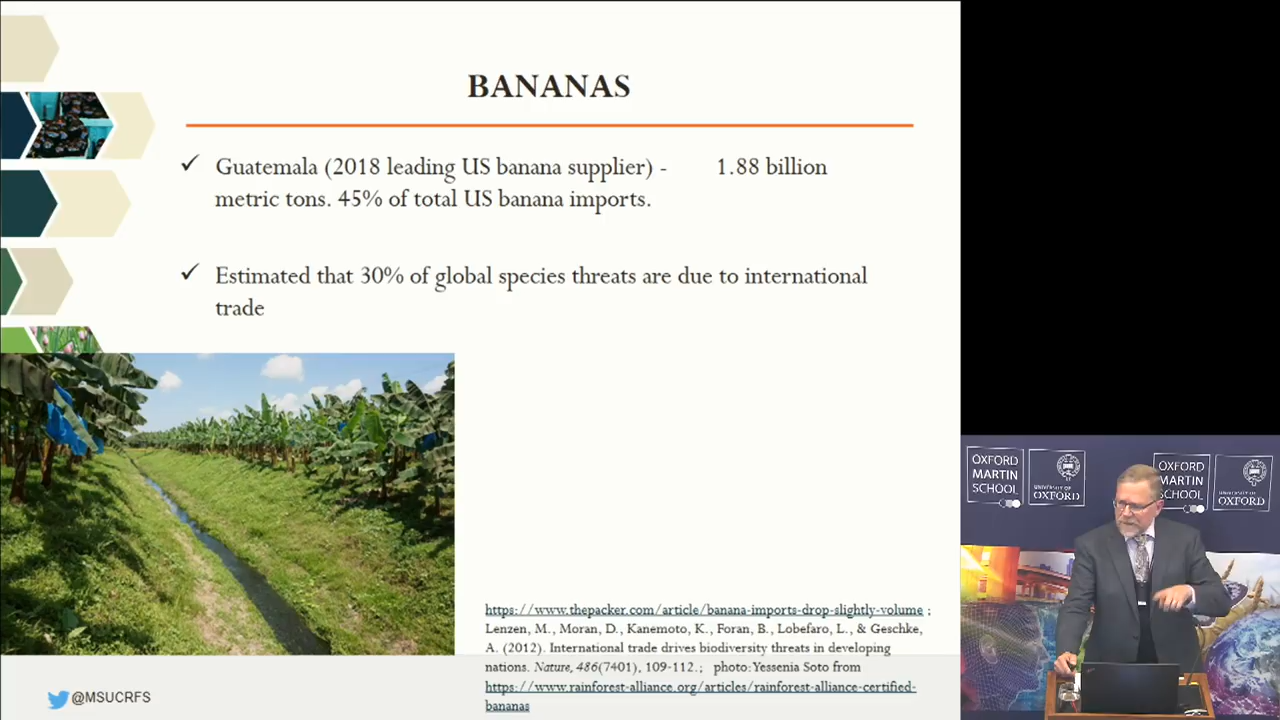 BANANAS
✓ Guatemala (2018 leading US banana supplier) - 1.88 billion
metric tons. 45% of total US banana imports.
✓ Estimated that 30% of global species threats are due to international
trade
https://www.thepacker.com/article/banana-imports-drop-slightly-volume ;
Lenzen, M., Moran, D., Kanemoto, K., Foran, B., Lobefaro, L., & Geschke,
A. (2012). International trade drives biodiversity threats in developing
nations. Nature, 486(7401), 109-112.; photo: Yessenia Soto from
https://www.rainforest-alliance.org/articles/rainforest-alliance-certified-
bananas
@MSUCRFS
OXFORD
MARTIN
SCHOOL
UNIVERSITY OF
OXFORD
OXFORD
MARTIN
SCHOOL
UNIVERSITY OF
OXFORD